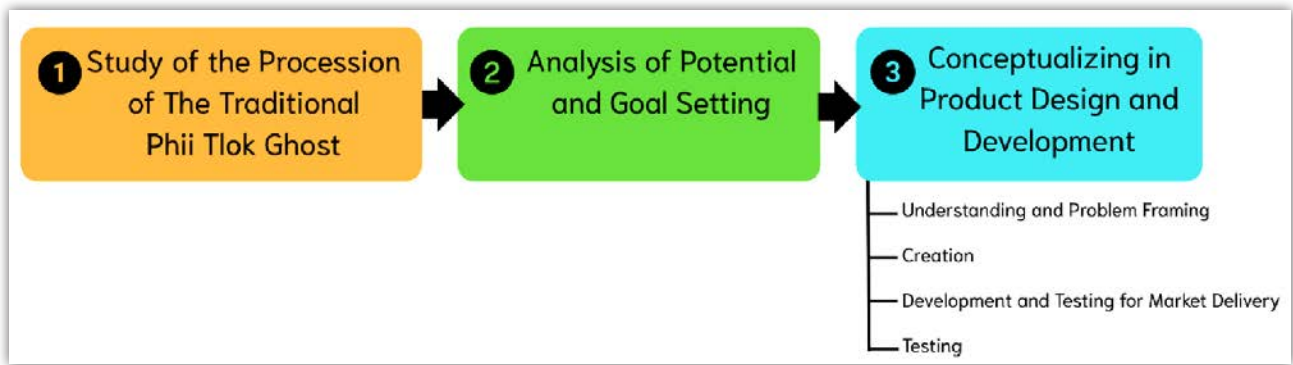 1 Study of the Procession
of The Traditional
Phii Tlok Ghost
2 Analysis of Potential
and Goal Setting
3 Conceptualizing in
Product Design and
Development
Understanding and Problem Framing
Creation
Development and Testing for Market Delivery
Testing